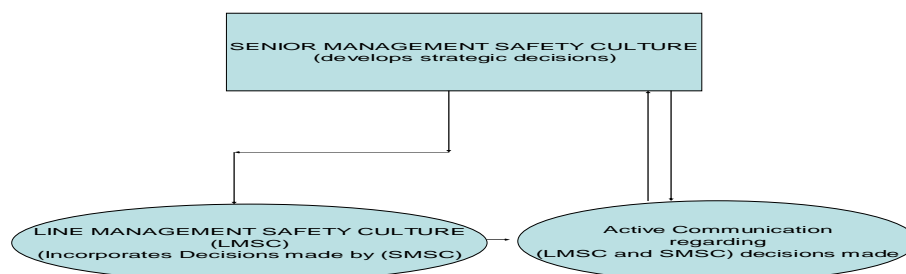 SENIOR MANAGEMENT SAFETY CULTURE
(develops strategic decisions)
LINE MANAGEMENT SAFETY CULTURE
(LMSC)
(Incorporates Decisions made by (SMSC)
Active Communication
regarding
(LMSC and SMSC) decisions made